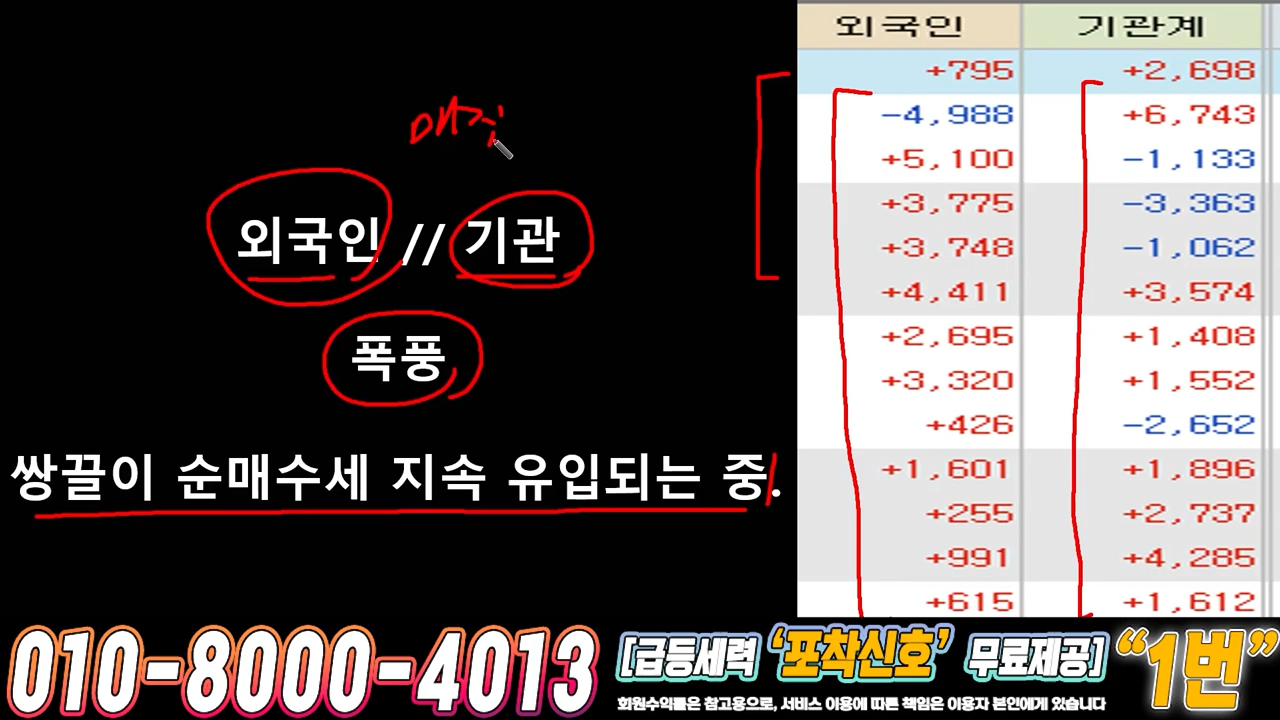 외국인 // 기관
폭풍
쌍끌이 순매수세 지속 유입되는 중.
외국인 기관계
+795 +2,698
-4,988 +6,743
+5,100 -1,133
+3,775 -3,363
+3,748 -1,062
+4,411 +3,574
+2,695 +1,408
+3,320 +1,552
+426 -2,652
+1,601 +1,896
+255 +2,737
+991 +4,285
+615 +1,612
010-8000-4013
[급등세력 '포착신호' 무료제공] "1번"
회원수익률은 참고용으로, 서비스 이용에 따른 책임은 이용자 본인에게 있습니다